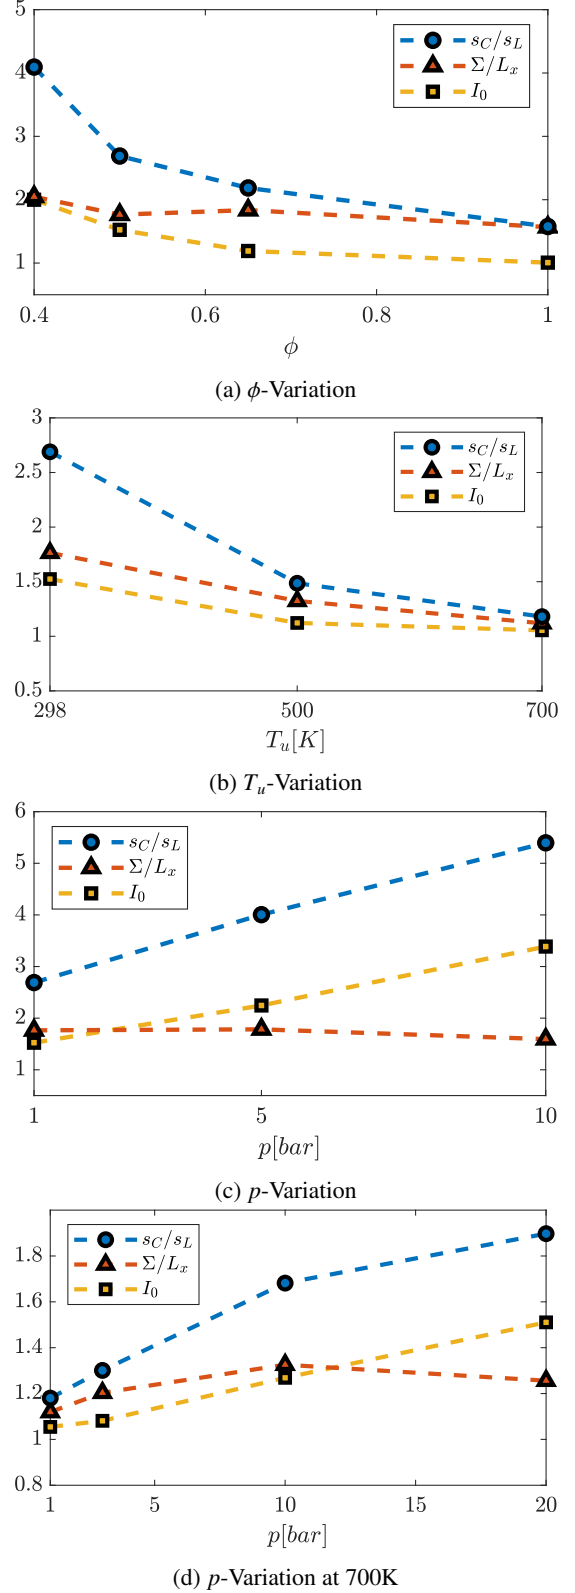 5
4
3
2
1
s_C/s_L
Σ/L_x
I_0
0.4 0.6 0.8 1
ϕ
(a) ϕ-Variation
3
2.5
2
1.5
1
0.5
s_C/s_L
Σ/L_x
I_0
298 500 700
T_u[K]
(b) T_u-Variation
6
5
4
3
2
1
s_C/s_L
Σ/L_x
I_0
1 5 10
p[bar]
(c) p-Variation
1.8
1.6
1.4
1.2
1
0.8
s_C/s_L
Σ/L_x
I_0
1 5 10 15 20
p[bar]
(d) p-Variation at 700K